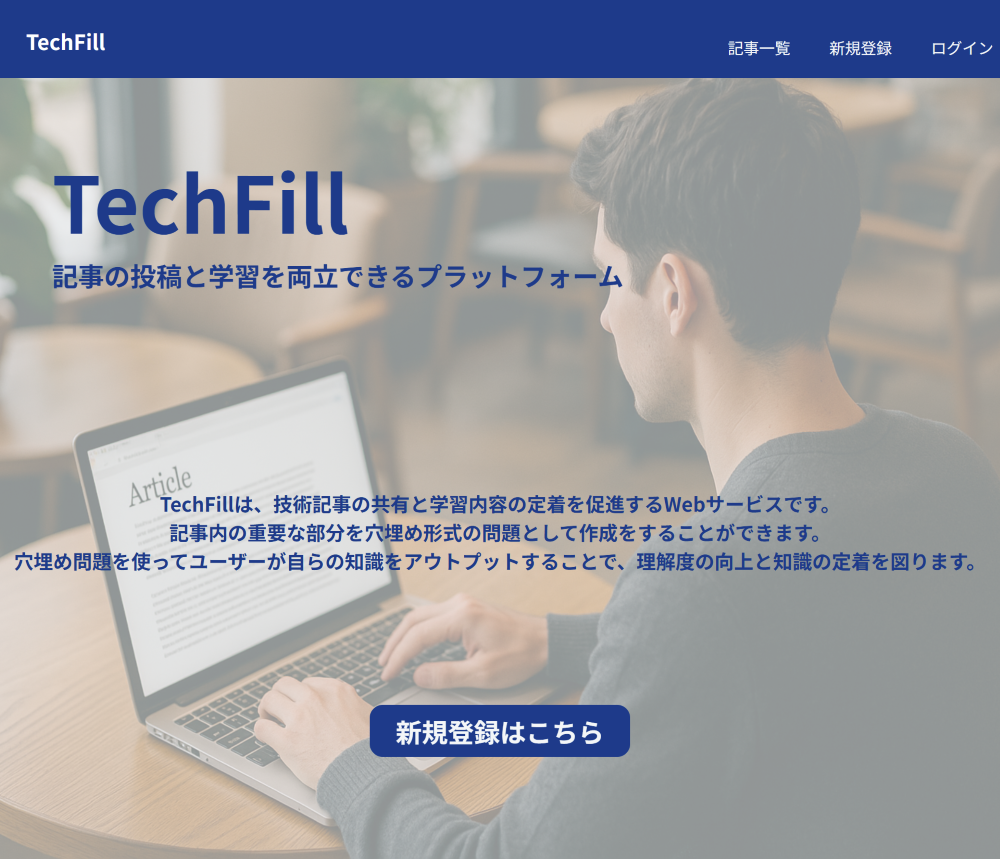 TechFill
記事一覧 新規登録 ログイン
TechFill
記事の投稿と学習を両立できるプラットフォーム
Article
TechFillは、技術記事の共有と学習内容の定着を促進するWebサービスです。
記事内の重要な部分を穴埋め形式の問題として作成をすることができます。
穴埋め問題を使ってユーザーが自らの知識をアウトプットすることで、理解度の向上と知識の定着を図ります。
新規登録はこちら